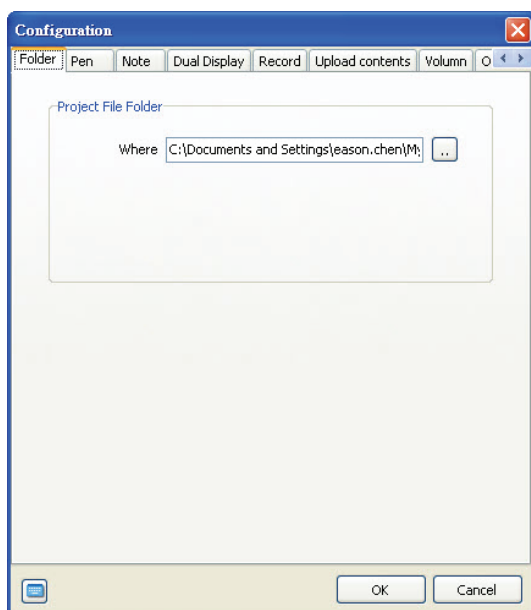 Configuration
Folder Pen Note Dual Display Record Upload contents Volumn O
Project File Folder
Where C:\Documents and Settings\eason.chen\My
..
OK Cancel